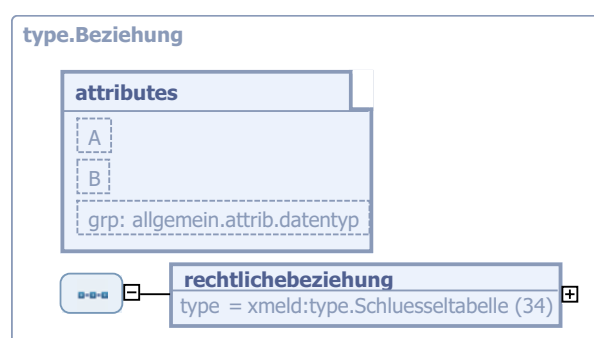 type.Beziehung
attributes
A
B
grp: allgemein.attrib.datentyp
rechtlichebeziehung
type = xmeld:type.Schluesseltabelle (34)